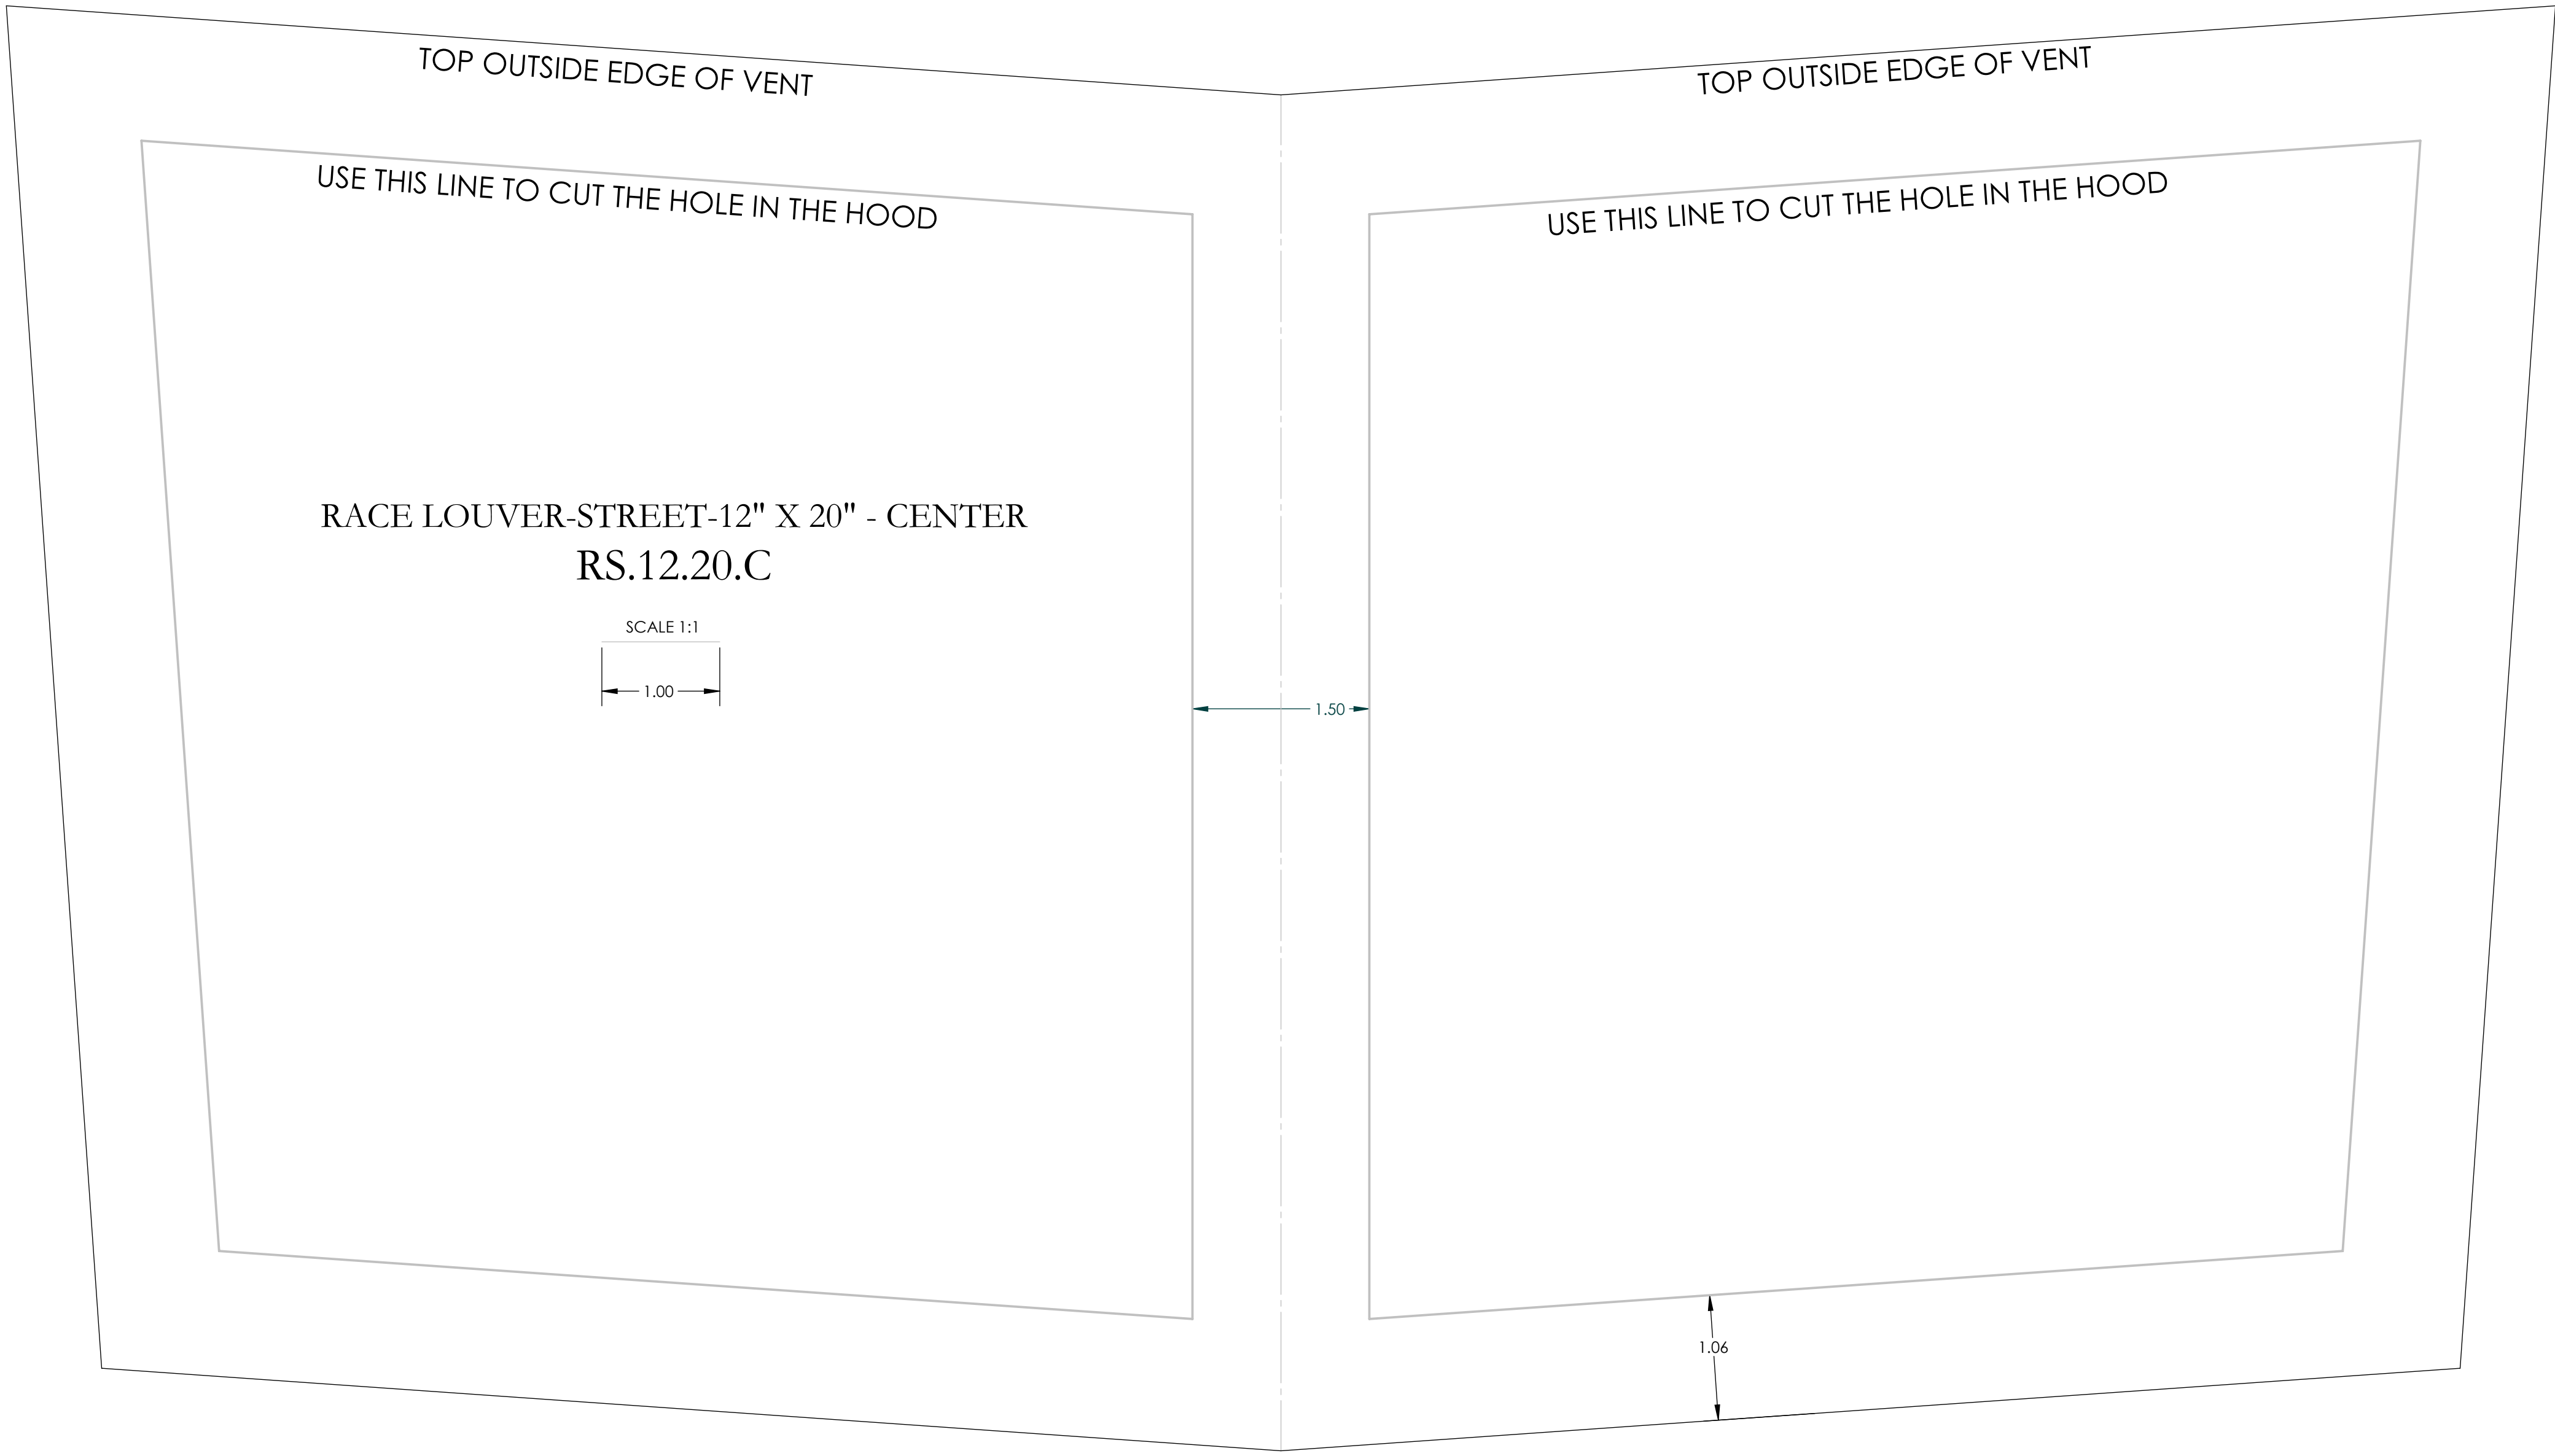 TOP OUTSIDE EDGE OF VENT
TOP OUTSIDE EDGE OF VENT
USE THIS LINE TO CUT THE HOLE IN THE HOOD
USE THIS LINE TO CUT THE HOLE IN THE HOOD
RACE LOUVER-STREET-12" X 20" - CENTER
RS.12.20.C
SCALE 1:1
1.00
1.50
1.06